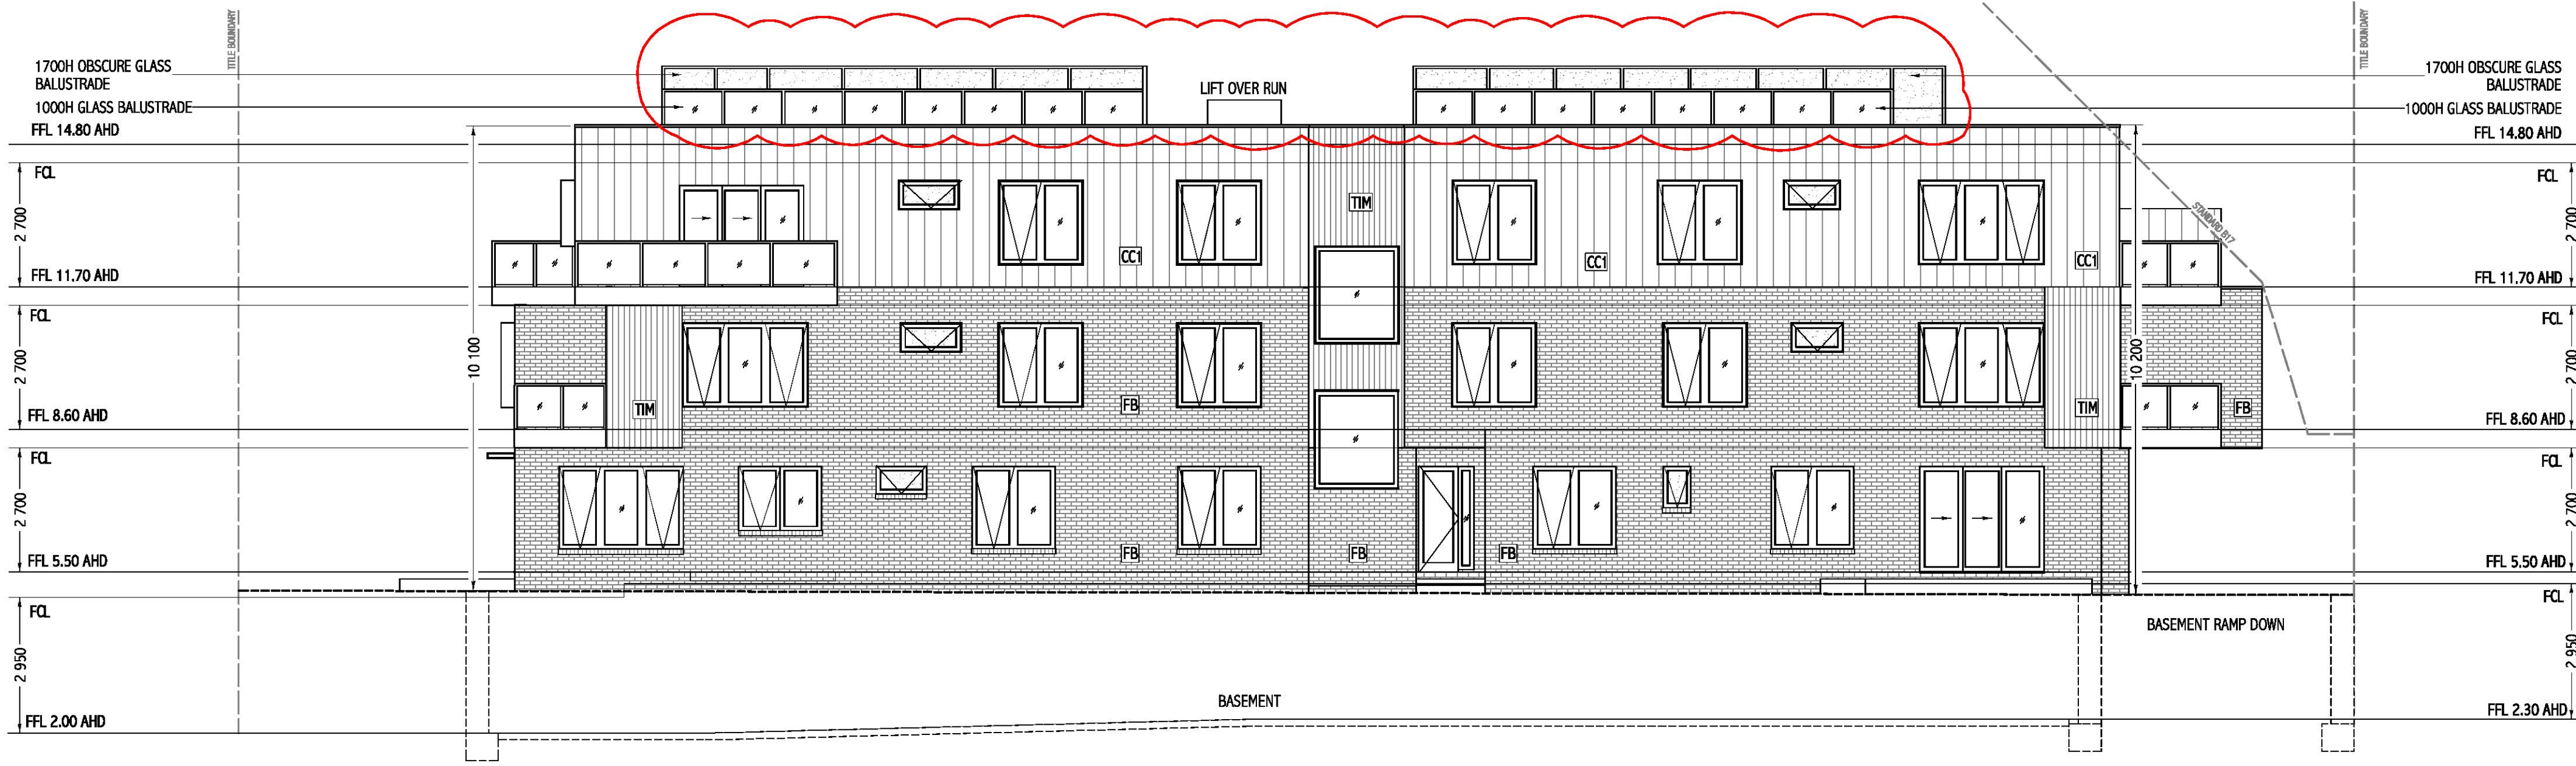 TITLE BOUNDARY
TITLE BOUNDARY
1700H OBSCURE GLASS
BALUSTRADE
1000H GLASS BALUSTRADE
FFL 14.80 AHD
LIFT OVER RUN
1700H OBSCURE GLASS
BALUSTRADE
1000H GLASS BALUSTRADE
FFL 14.80 AHD
FCL
2 700
TIM
STANDARD B17
FCL
2 700
CC1
CC1
CC1
FFL 11.70 AHD
FFL 11.70 AHD
FCL
2 700
10 100
10 200
FCL
2 700
TIM
FB
TIM
FB
FFL 8.60 AHD
FFL 8.60 AHD
FCL
2 700
FCL
2 700
FB
FB
FB
FFL 5.50 AHD
FFL 5.50 AHD
FCL
2 950
FCL
2 950
BASEMENT RAMP DOWN
BASEMENT
FFL 2.00 AHD
FFL 2.30 AHD